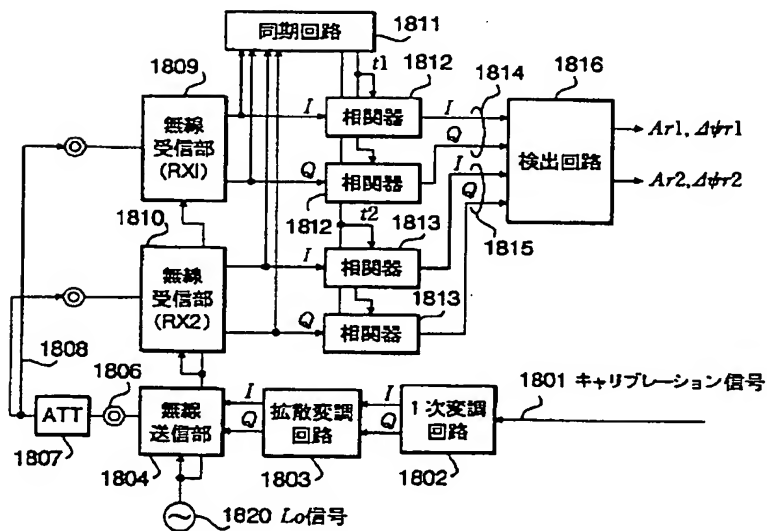 同期回路
1811
1809
t1
1812
1814
1816
無線
受信部
(RX1)
I
相関器
I
Q
検出回路
Ar1, Δψr1
Q
相関器
I
Q
Ar2, Δψr2
1810
1812
t2
1813
1815
無線
受信部
(RX2)
I
相関器
1813
Q
相関器
1808
1806
ATT
1807
無線
送信部
1804
I
Q
拡散変調
回路
1803
I
Q
1次変調
回路
1802
1801 キャリブレーション信号
1820 Lo信号